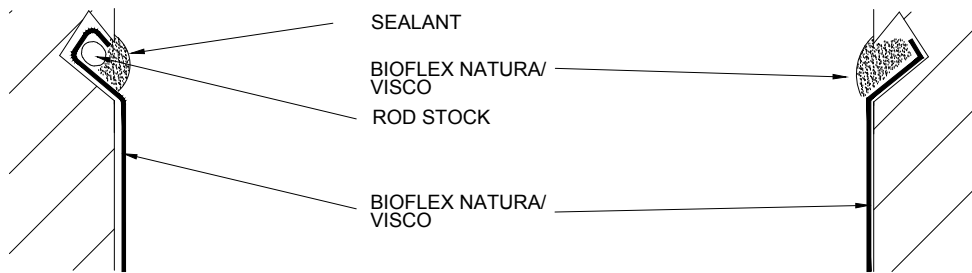 SEALANT
BIOFLEX NATURA/
VISCO
ROD STOCK
BIOFLEX NATURA/
VISCO